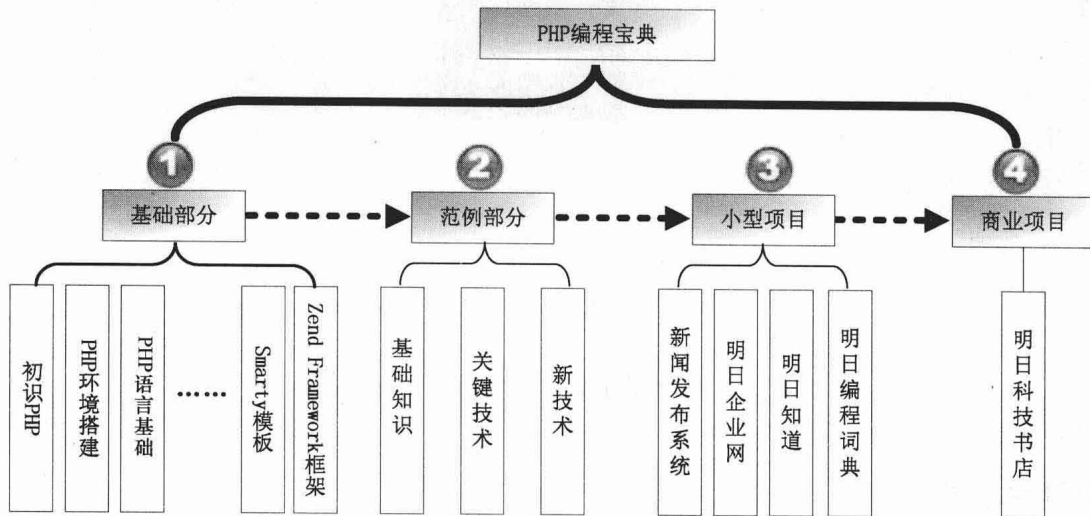 PHP编程宝典
1
2
3
4
基础部分
范例部分
小型项目
商业项目
初识PHP
PHP环境搭建
PHP语言基础
……
Smarty模板
Zend Framework框架
基础知识
关键技术
新技术
新闻发布系统
明日企业网
明日知道
明日编程词典
明日科技书店